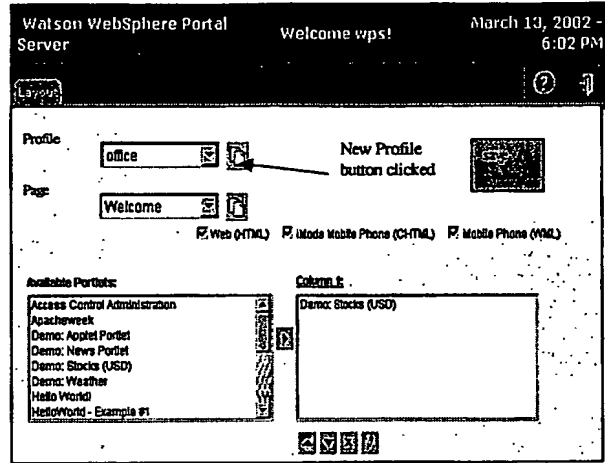 Watson WebSphere Portal Server
Welcome wps!
March 13, 2002 - 6:02 PM
Layout
?
Profile
office
New Profile button clicked
Page
Welcome
Web (HTML)
iMode Mobile Phone (CHTML)
Mobile Phone (WML)
Available Portlets:
Column 1:
Access Control Administration
Apacheweek
Demo: Applet Portlet
Demo: News Portlet
Demo: Stocks (USD)
Demo: Weather
Hello World!
HelloWorld - Example #1
Demo: Stocks (USD)